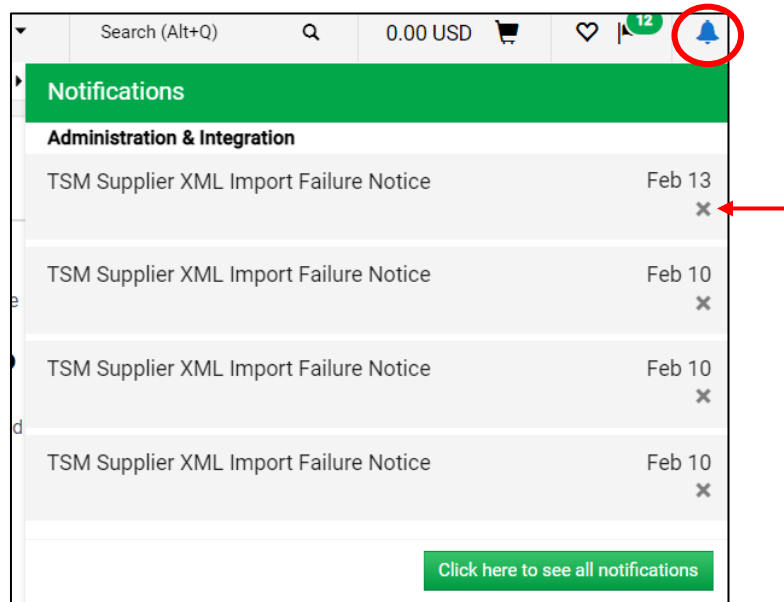 Search (Alt+Q) 0.00 USD 12
Notifications
Administration & Integration
TSM Supplier XML Import Failure Notice Feb 13
TSM Supplier XML Import Failure Notice Feb 10
TSM Supplier XML Import Failure Notice Feb 10
TSM Supplier XML Import Failure Notice Feb 10
Click here to see all notifications